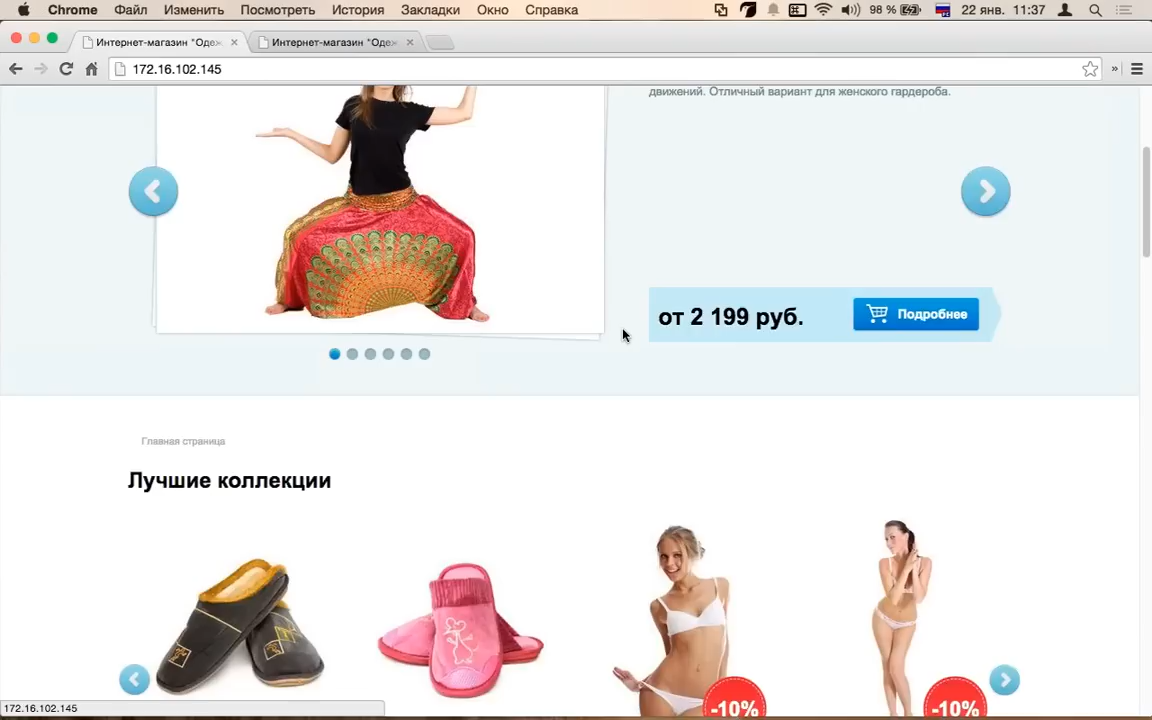 Chrome Файл Изменить Посмотреть История Закладки Окно Справка 98 % 22 янв. 11:37
Интернет-магазин "Одеж Интернет-магазин "Одеж
172.16.102.145
движений. Отличный вариант для женского гардероба.
от 2 199 руб. Подробнее
Главная страница
Лучшие коллекции
-10% -10%
172.16.102.145